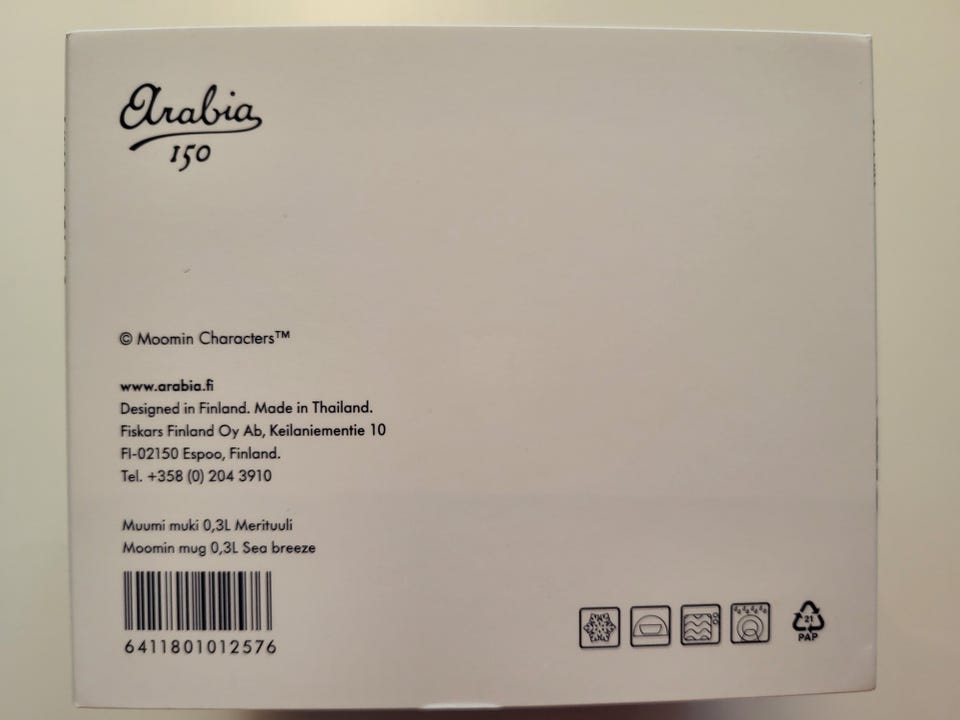 Arabia
150
© Moomin Characters™
www.arabia.fi
Designed in Finland. Made in Thailand.
Fiskars Finland Oy Ab, Keilaniementie 10
FI-02150 Espoo, Finland.
Tel. +358 (0) 204 3910
Muumi muki 0,3L Merituuli
Moomin mug 0,3L Sea breeze
6411801012576
21
PAP